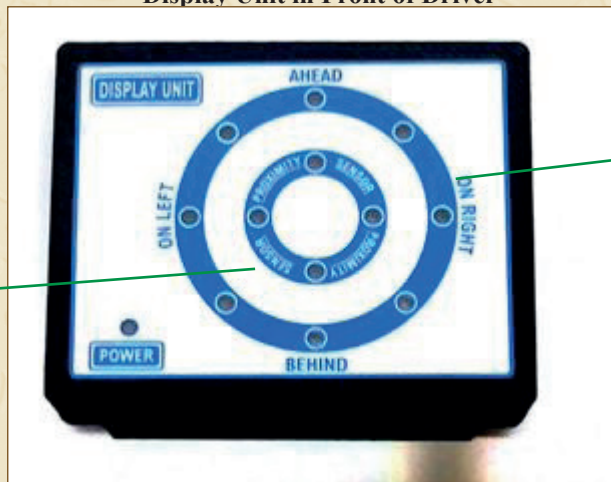 Display Unit in Front of Driver
DISPLAY UNIT
AHEAD
ON LEFT
PROXIMITY SENSOR
PROXIMITY SENSOR
ON RIGHT
POWER
BEHIND